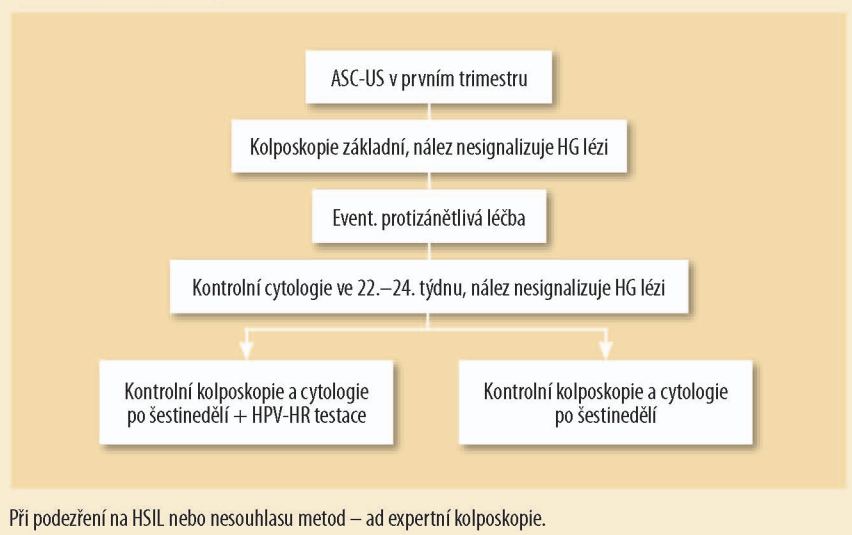 ASC-US v prvním trimestru
Kolposkopie základní, nález nesignalizuje HG lézi
Event. protizánětlivá léčba
Kontrolní cytologie ve 22.–24. týdnu, nález nesignalizuje HG lézi
Kontrolní kolposkopie a cytologie
po šestinedělí + HPV-HR testace
Kontrolní kolposkopie a cytologie
po šestinedělí
Při podezření na HSIL nebo nesouhlasu metod – ad expertní kolposkopie.